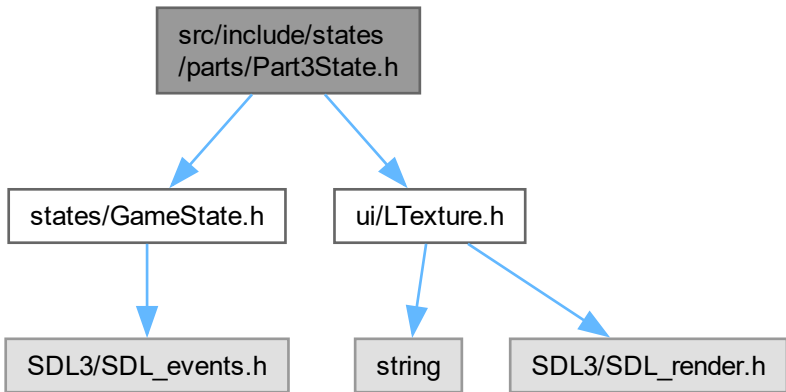 src/include/states
/parts/Part3State.h
states/GameState.h
ui/LTexture.h
SDL3/SDL_events.h
string
SDL3/SDL_render.h